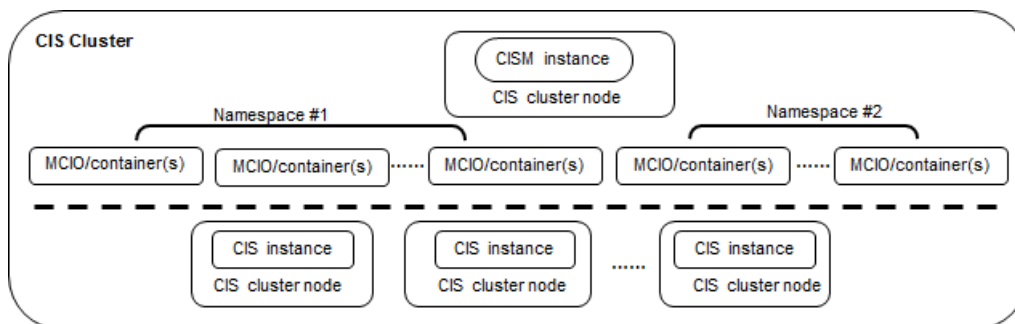 CIS Cluster
CISM instance
CIS cluster node
Namespace #1
Namespace #2
MCIO/container(s)
MCIO/container(s)
......
MCIO/container(s)
MCIO/container(s)
......
MCIO/container(s)
CIS instance
CIS cluster node
CIS instance
CIS cluster node
......
CIS instance
CIS cluster node